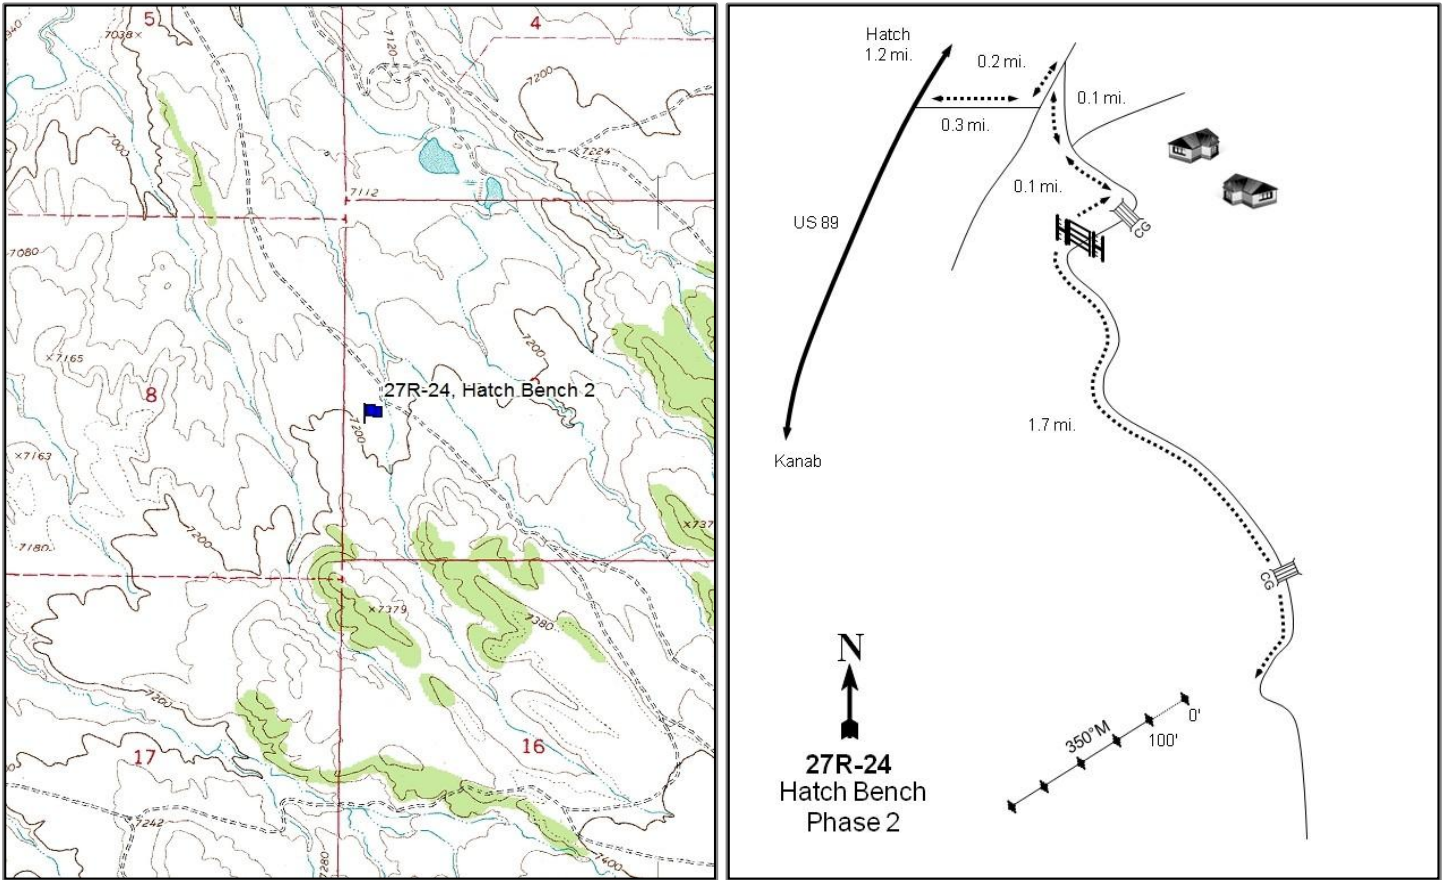 5
4
7038×
7120
7200
7000
7224
7112
7080
×7165
7200
8
27R-24, Hatch Bench 2
7200
×7163
7200
7180
×737
×7379
7380
7200
16
17
7242
7280
7400
Hatch
1.2 mi.
0.2 mi.
0.1 mi.
0.3 mi.
0.1 mi.
CG
US 89
1.7 mi.
Kanab
CG
N
350°M
0'
100'
27R-24
Hatch Bench
Phase 2